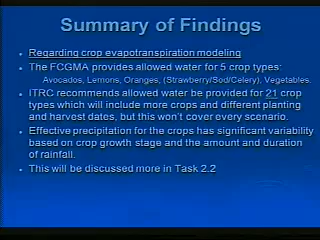 Summary of Findings
Regarding crop evapotranspiration modeling
The FCGMA provides allowed water for 5 crop types:
Avocados, Lemons, Oranges, (Strawberry/Sod/Celery), Vegetables.
ITRC recommends allowed water be provided for 21 crop
types which will include more crops and different planting
and harvest dates, but this won't cover every scenario.
Effective precipitation for the crops has significant variability
based on crop growth stage and the amount and duration
of rainfall.
This will be discussed more in Task 2.2